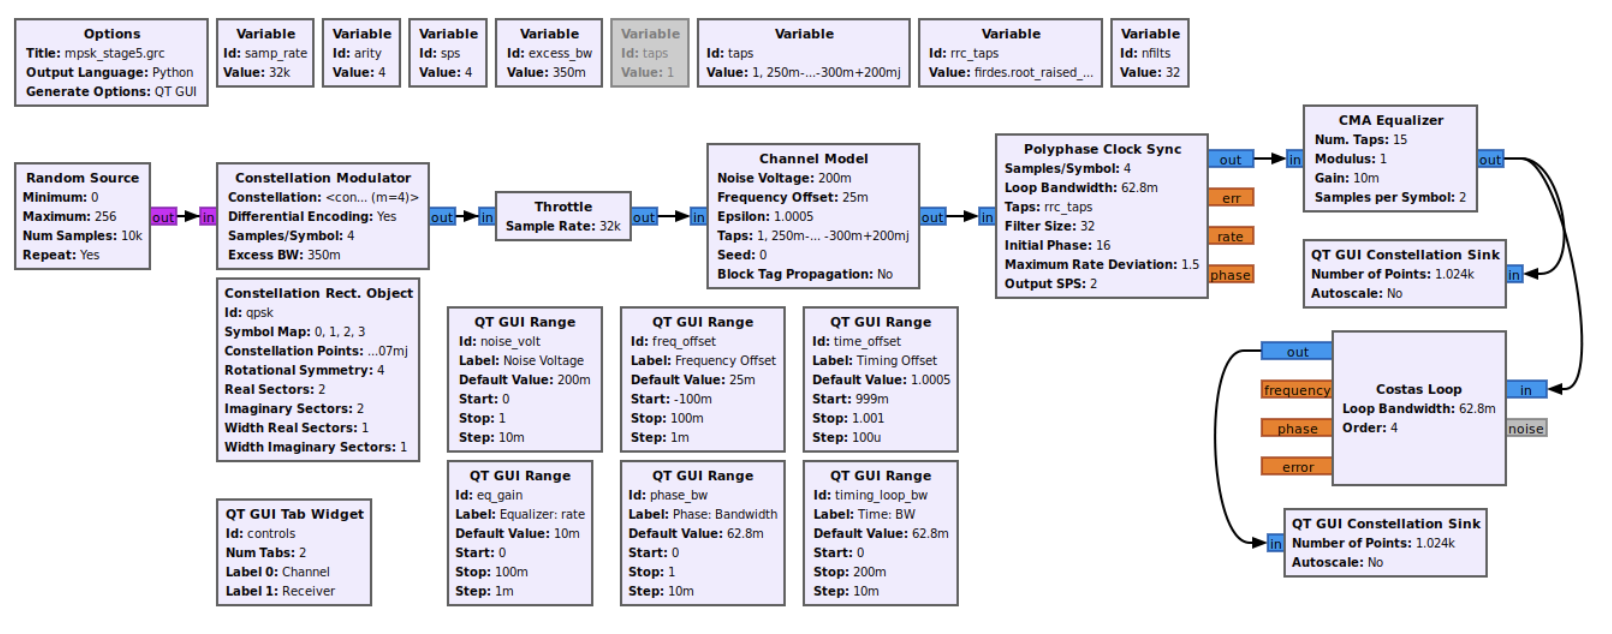 Options
Title: mpsk_stage5.grc
Output Language: Python
Generate Options: QT GUI
Variable
Id: samp_rate
Value: 32k
Variable
Id: arity
Value: 4
Variable
Id: sps
Value: 4
Variable
Id: excess_bw
Value: 350m
Variable
Id: taps
Value: 1
Variable
Id: taps
Value: 1, 250m-...-300m+200mj
Variable
Id: rrc_taps
Value: firdes.root_raised_...
Variable
Id: nfilts
Value: 32
Random Source
Minimum: 0
Maximum: 256
Num Samples: 10k
Repeat: Yes
out
in
Constellation Modulator
Constellation: <con... (m=4)>
Differential Encoding: Yes
Samples/Symbol: 4
Excess BW: 350m
out
in
Throttle
Sample Rate: 32k
out
in
Channel Model
Noise Voltage: 200m
Frequency Offset: 25m
Epsilon: 1.0005
Taps: 1, 250m-... -300m+200mj
Seed: 0
Block Tag Propagation: No
out
in
Polyphase Clock Sync
Samples/Symbol: 4
Loop Bandwidth: 62.8m
Taps: rrc_taps
Filter Size: 32
Initial Phase: 16
Maximum Rate Deviation: 1.5
Output SPS: 2
out
err
rate
phase
in
CMA Equalizer
Num. Taps: 15
Modulus: 1
Gain: 10m
Samples per Symbol: 2
out
QT GUI Constellation Sink
Number of Points: 1.024k
Autoscale: No
in
Constellation Rect. Object
Id: qpsk
Symbol Map: 0, 1, 2, 3
Constellation Points: ...07mj
Rotational Symmetry: 4
Real Sectors: 2
Imaginary Sectors: 2
Width Real Sectors: 1
Width Imaginary Sectors: 1
QT GUI Range
Id: noise_volt
Label: Noise Voltage
Default Value: 200m
Start: 0
Stop: 1
Step: 10m
QT GUI Range
Id: freq_offset
Label: Frequency Offset
Default Value: 25m
Start: -100m
Stop: 100m
Step: 1m
QT GUI Range
Id: time_offset
Label: Timing Offset
Default Value: 1.0005
Start: 999m
Stop: 1.001
Step: 100u
out
frequency
phase
error
Costas Loop
Loop Bandwidth: 62.8m
Order: 4
in
noise
QT GUI Tab Widget
Id: controls
Num Tabs: 2
Label 0: Channel
Label 1: Receiver
QT GUI Range
Id: eq_gain
Label: Equalizer: rate
Default Value: 10m
Start: 0
Stop: 100m
Step: 1m
QT GUI Range
Id: phase_bw
Label: Phase: Bandwidth
Default Value: 62.8m
Start: 0
Stop: 1
Step: 10m
QT GUI Range
Id: timing_loop_bw
Label: Time: BW
Default Value: 62.8m
Start: 0
Stop: 200m
Step: 10m
in
QT GUI Constellation Sink
Number of Points: 1.024k
Autoscale: No